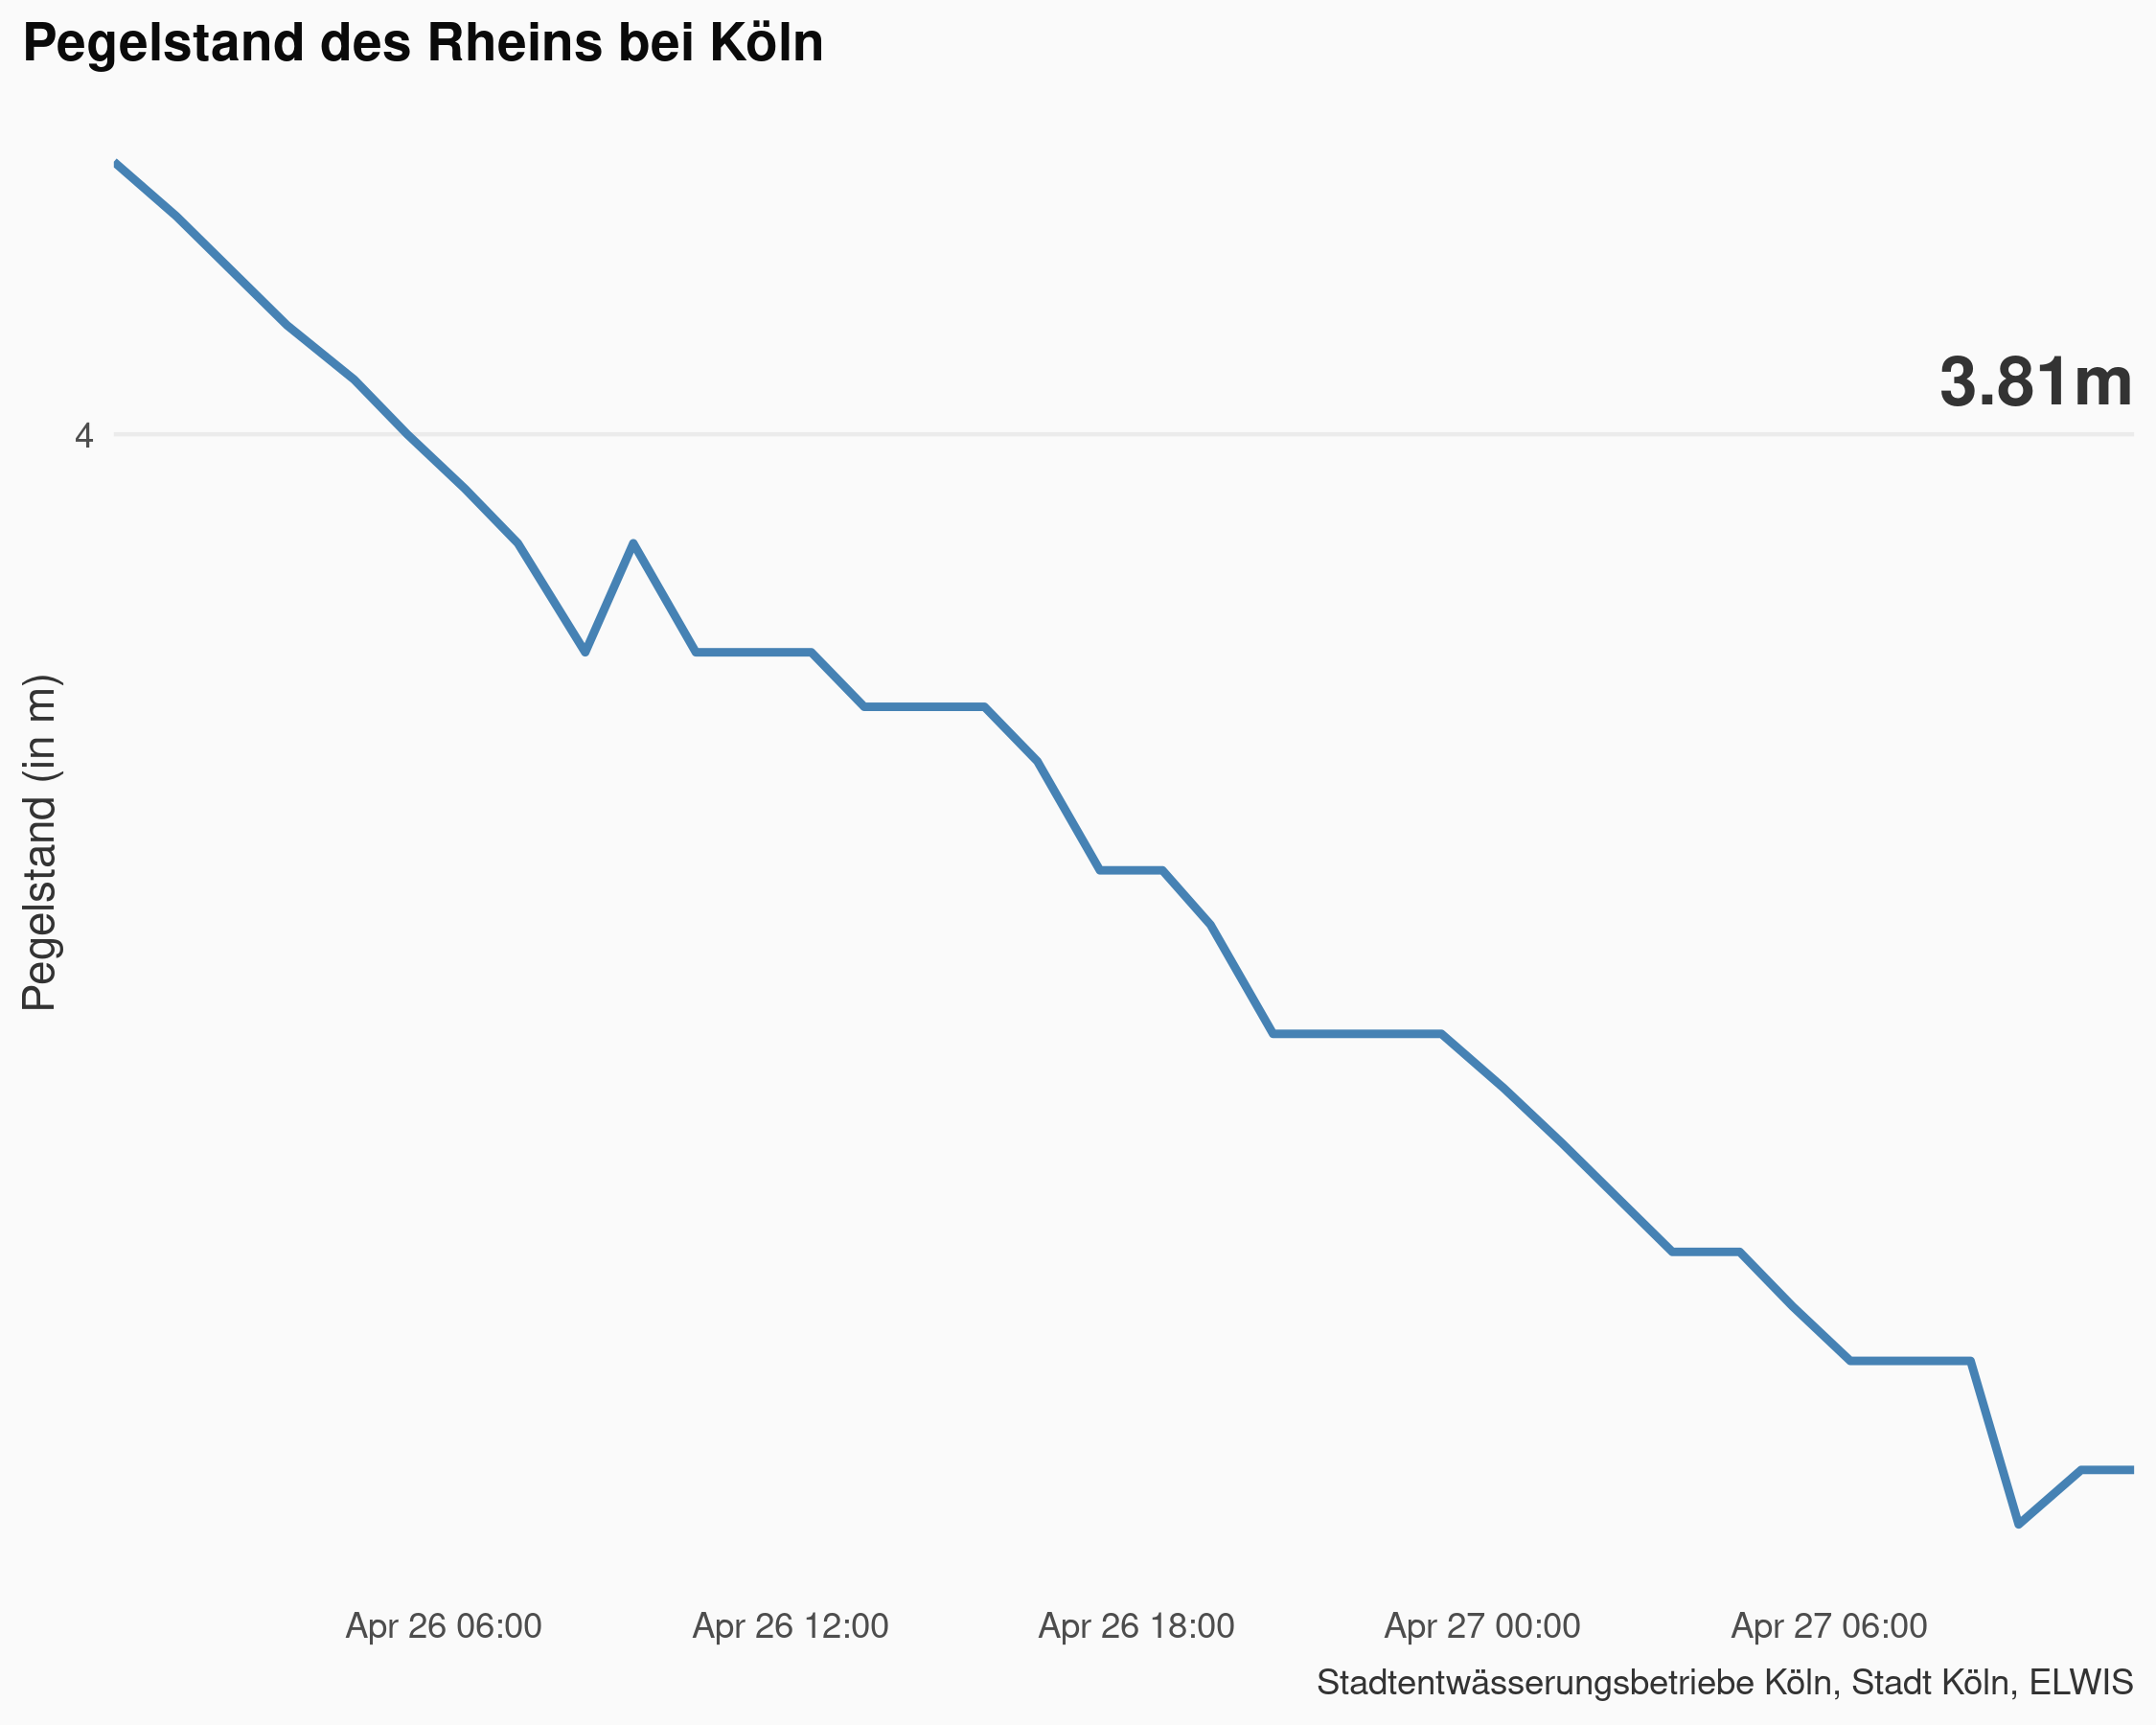 Pegelstand des Rheins bei Köln
3.81m
4
Pegelstand (in m)
Apr 26 06:00 Apr 26 12:00 Apr 26 18:00 Apr 27 00:00 Apr 27 06:00
Stadtentwässerungsbetriebe Köln, Stadt Köln, ELWIS